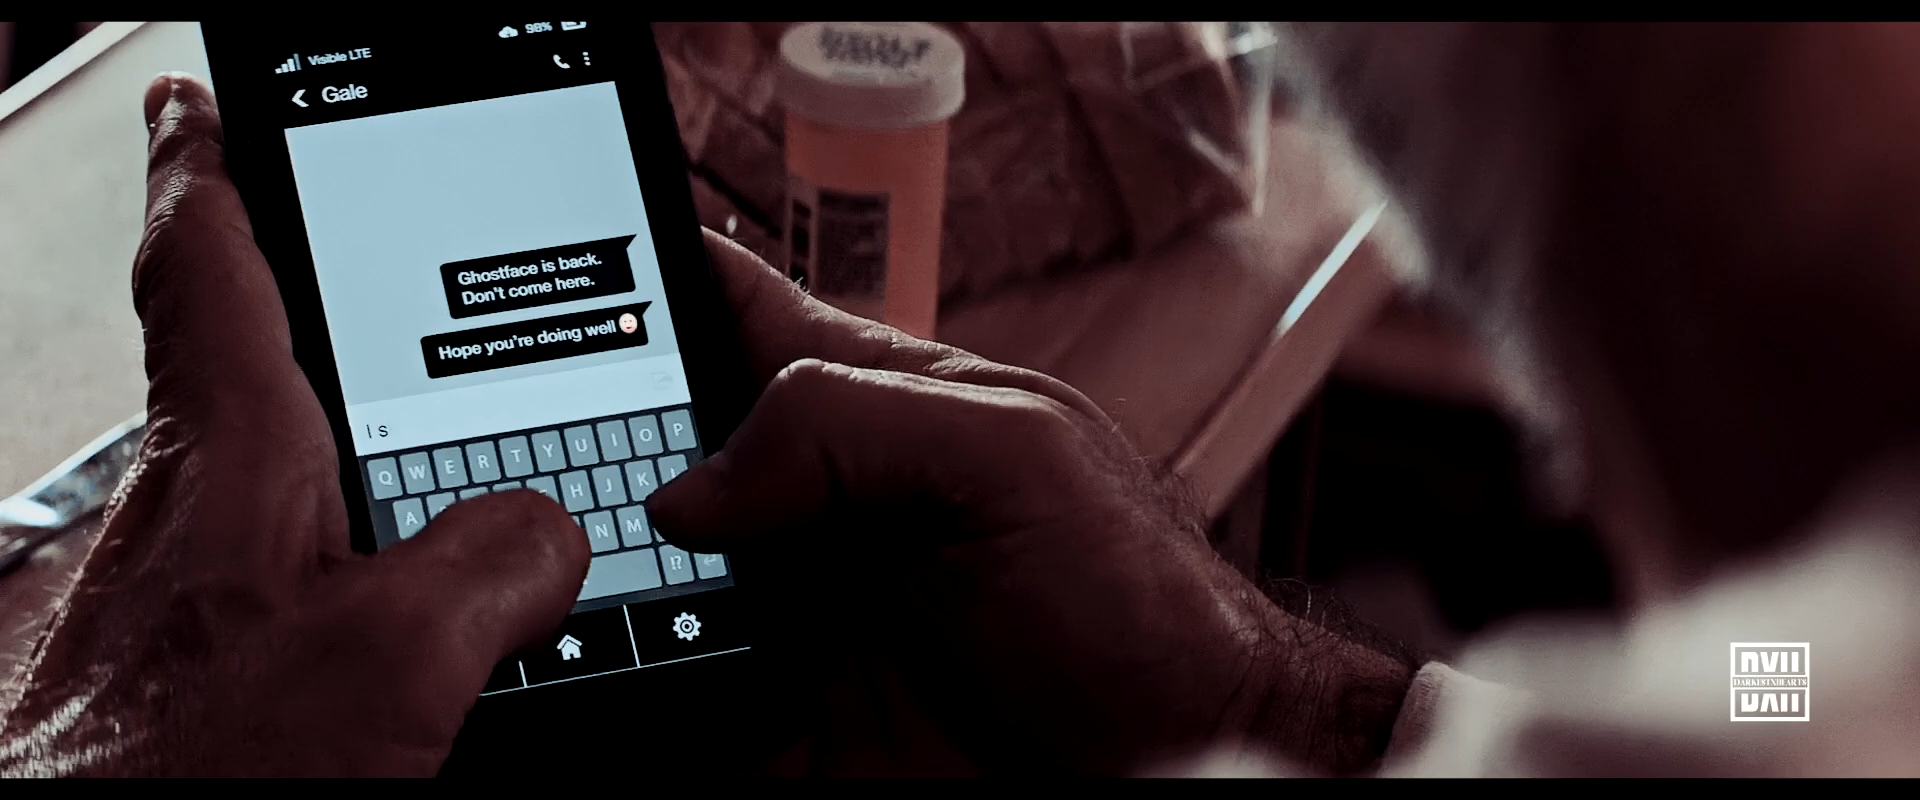 98%
Visible LTE
Gale
Ghostface is back.
Don't come here.
Hope you're doing well
I s
Q W E R T Y U I O P
A H J K L
N M
!?
DARKESTXHEARTS